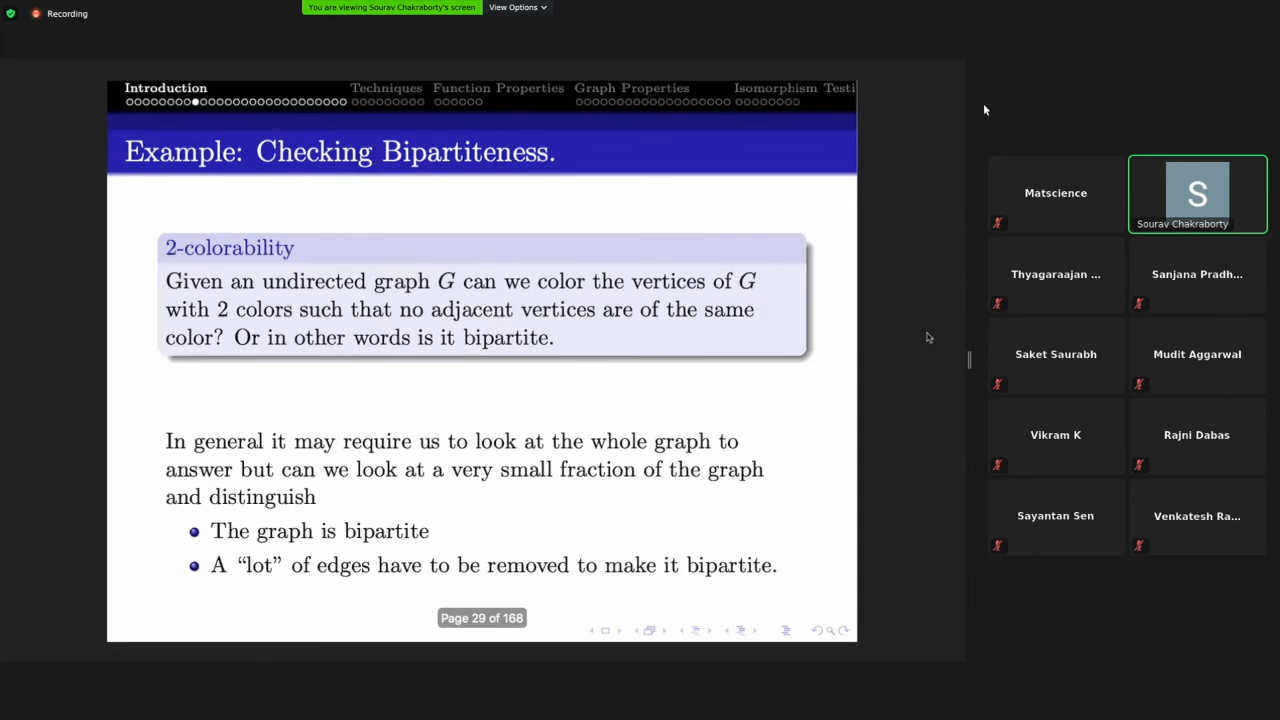 Recording
You are viewing Sourav Chakraborty's screen
View Options
Introduction
Techniques
Function Properties
Graph Properties
Isomorphism Testi
Example: Checking Bipartiteness.
2-colorability
Given an undirected graph G can we color the vertices of G
with 2 colors such that no adjacent vertices are of the same
color? Or in other words is it bipartite.
In general it may require us to look at the whole graph to
answer but can we look at a very small fraction of the graph
and distinguish
The graph is bipartite
A “lot” of edges have to be removed to make it bipartite.
Page 29 of 168
Matscience
S
Sourav Chakraborty
Thyagaraajan ...
Sanjana Pradh...
Saket Saurabh
Mudit Aggarwal
Vikram K
Rajni Dabas
Sayantan Sen
Venkatesh Ra...